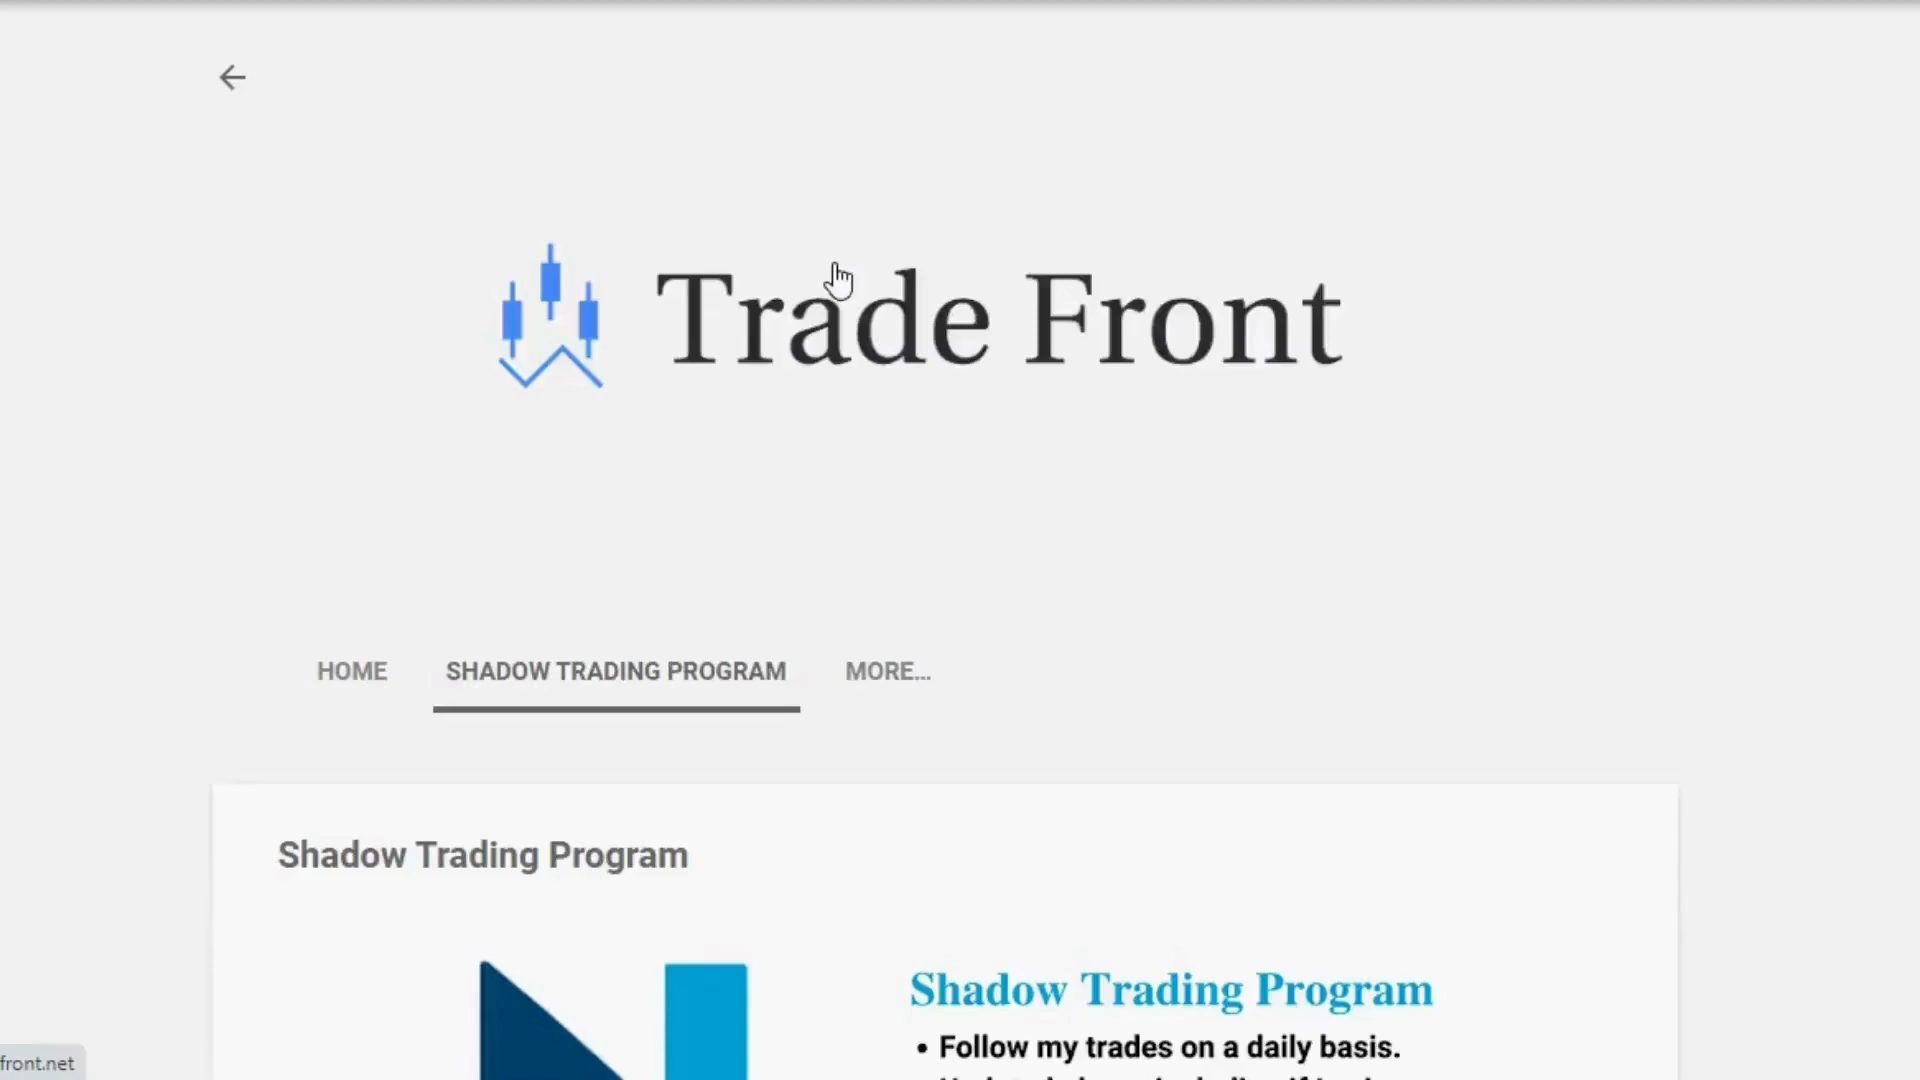 Trade Front
HOME SHADOW TRADING PROGRAM MORE...
Shadow Trading Program
Shadow Trading Program
• Follow my trades on a daily basis.
front.net